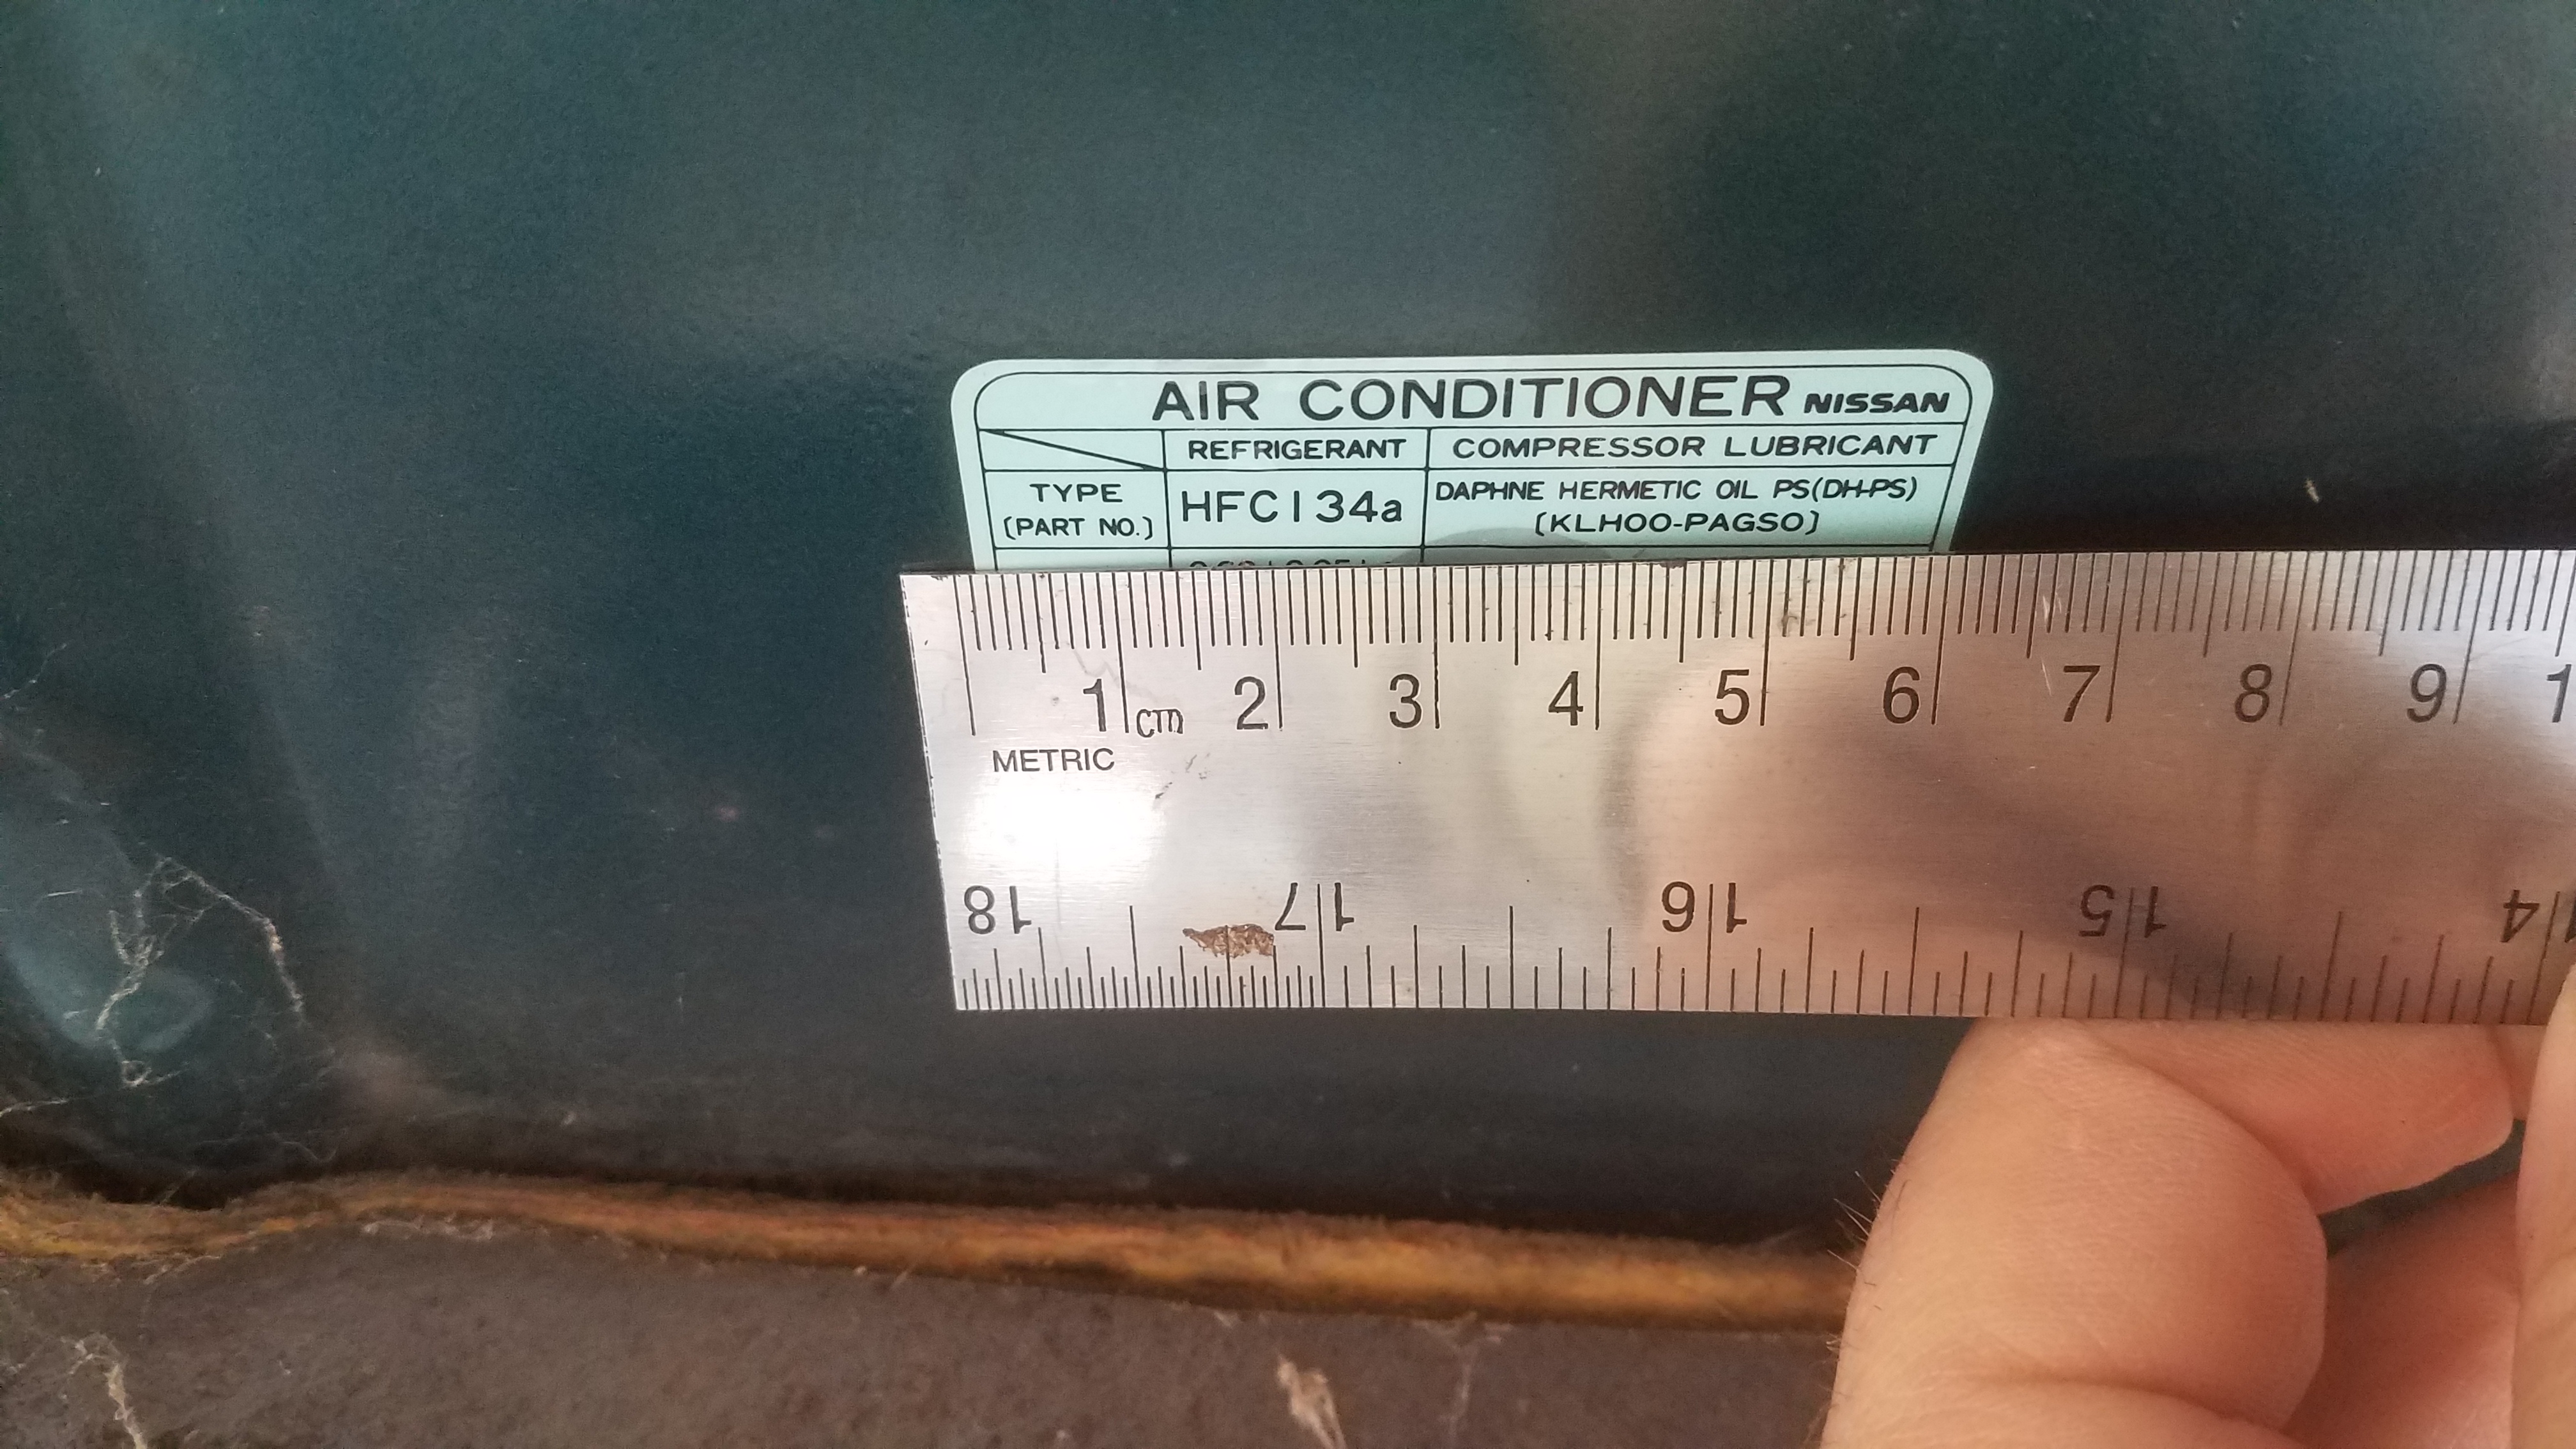 AIR CONDITIONER NISSAN
REFRIGERANT COMPRESSOR LUBRICANT
TYPE
(PART NO.)
HFC134a
DAPHNE HERMETIC OIL PS(DH-PS)
(KLH00-PAGS0)
1 cm 2 3 4 5 6 7 8 9 1
METRIC
18 17 16 15 14